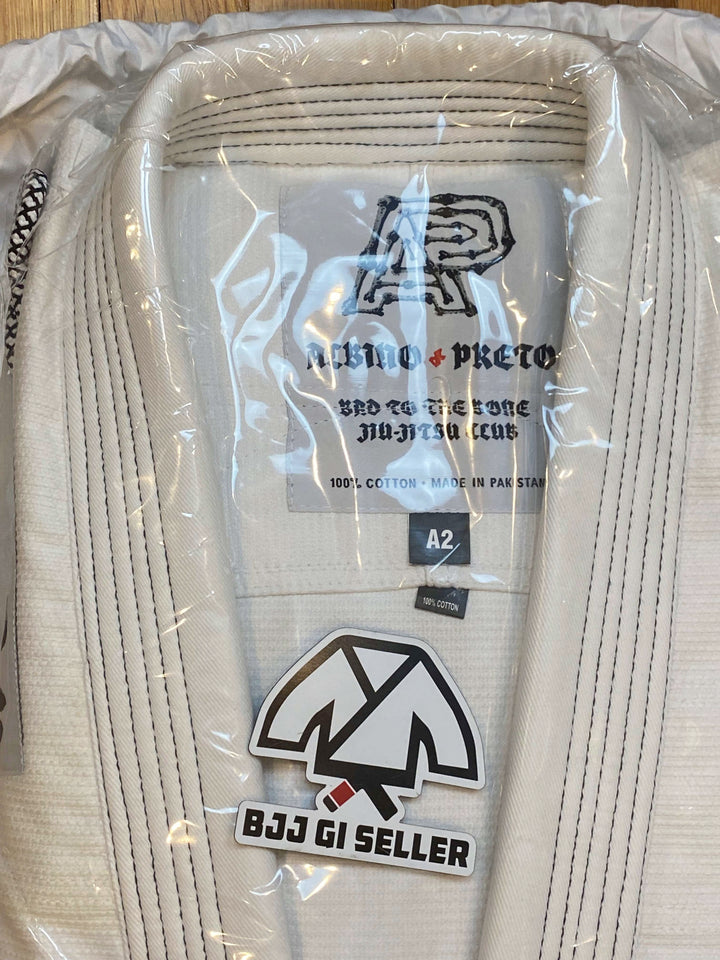 AP
ALBINO & PRETO
BAD TO THE BONE
JIU-JITSU CLUB
100% COTTON • MADE IN PAKISTAN
A2
100% COTTON
BJJ GI SELLER